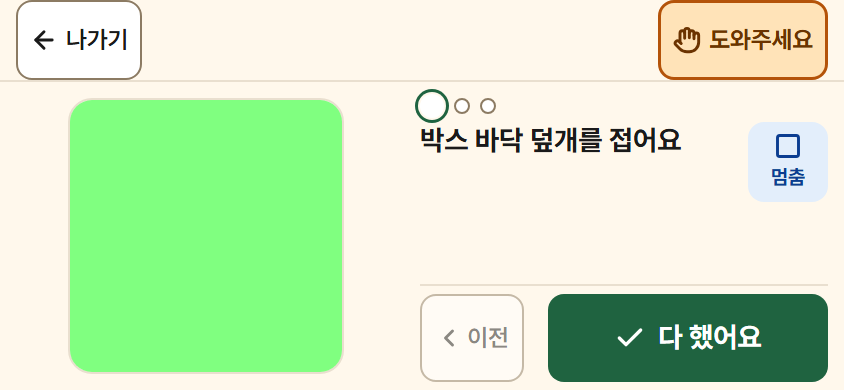 나가기
도와주세요
박스 바닥 덮개를 접어요
멈춤
이전
다 했어요